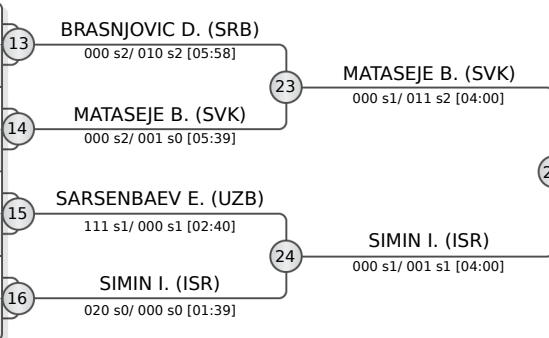 BRASNJOVIC D. (SRB)
13
000 s2/ 010 s2 [05:58]
MATASEJE B. (SVK)
23
000 s1/ 011 s2 [04:00]
MATASEJE B. (SVK)
14
000 s2/ 001 s0 [05:39]
SARSENBAEV E. (UZB)
15
111 s1/ 000 s1 [02:40]
SIMIN I. (ISR)
24
000 s1/ 001 s1 [04:00]
SIMIN I. (ISR)
16
020 s0/ 000 s0 [01:39]